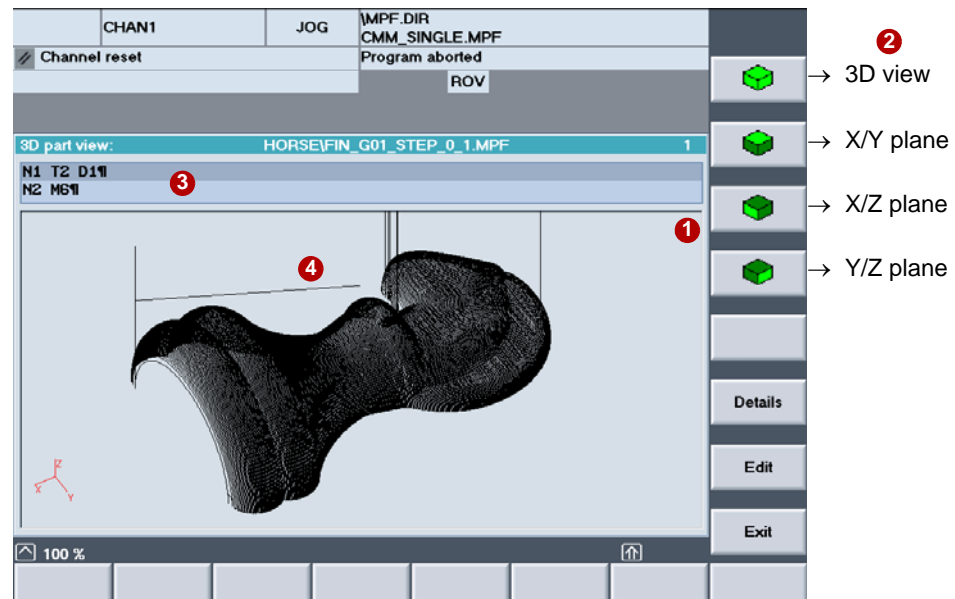 CHAN1
JOG
\MPF.DIR
CMM_SINGLE.MPF
Channel reset
Program aborted
ROV
2
→ 3D view
→ X/Y plane
→ X/Z plane
→ Y/Z plane
3D part view: HORSE\FIN_G01_STEP_0_1.MPF 1
N1 T2 D1¶
N2 M6¶
3
1
4
Z
X
Y
Details
Edit
Exit
100 %